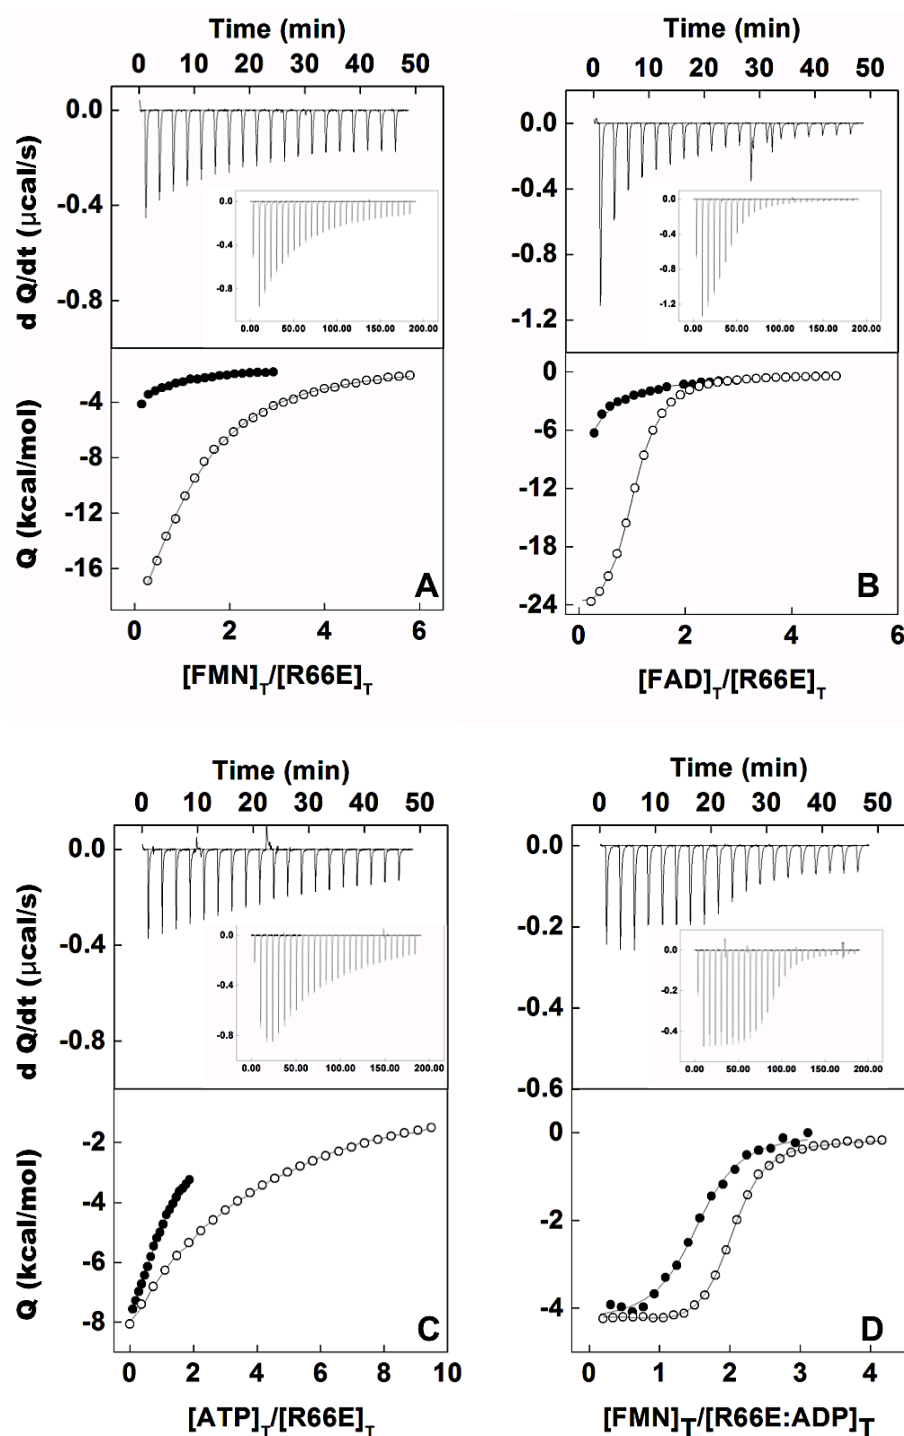 Time (min)
0 10 20 30 40 50
0.0
-0.4
-0.8
d Q/dt (µcal/s)
0.0
-0.4
-0.8
0.00 50.00 100.00 150.00 200.00
-4
-8
-12
-16
Q (kcal/mol)
A
0 2 4 6
[FMN]T/[R66E]T
Time (min)
0 10 20 30 40 50
0.0
-0.4
-0.8
-1.2
0.0
-0.4
-0.8
-1.2
0.00 50.00 100.00 150.00 200.00
0
-6
-12
-18
-24
B
0 2 4 6
[FAD]T/[R66E]T
Time (min)
0 10 20 30 40 50
0.0
-0.4
-0.8
d Q/dt (µcal/s)
0.0
-0.4
-0.8
0.00 50.00 100.00 150.00 200.00
-2
-4
-6
-8
Q (kcal/mol)
C
0 2 4 6 8 10
[ATP]T/[R66E]T
Time (min)
0 10 20 30 40 50
0.0
-0.2
-0.4
-0.6
0.0
-0.2
-0.4
0.00 50.00 100.00 150.00 200.00
0
-2
-4
D
0 1 2 3 4
[FMN]T/[R66E:ADP]T